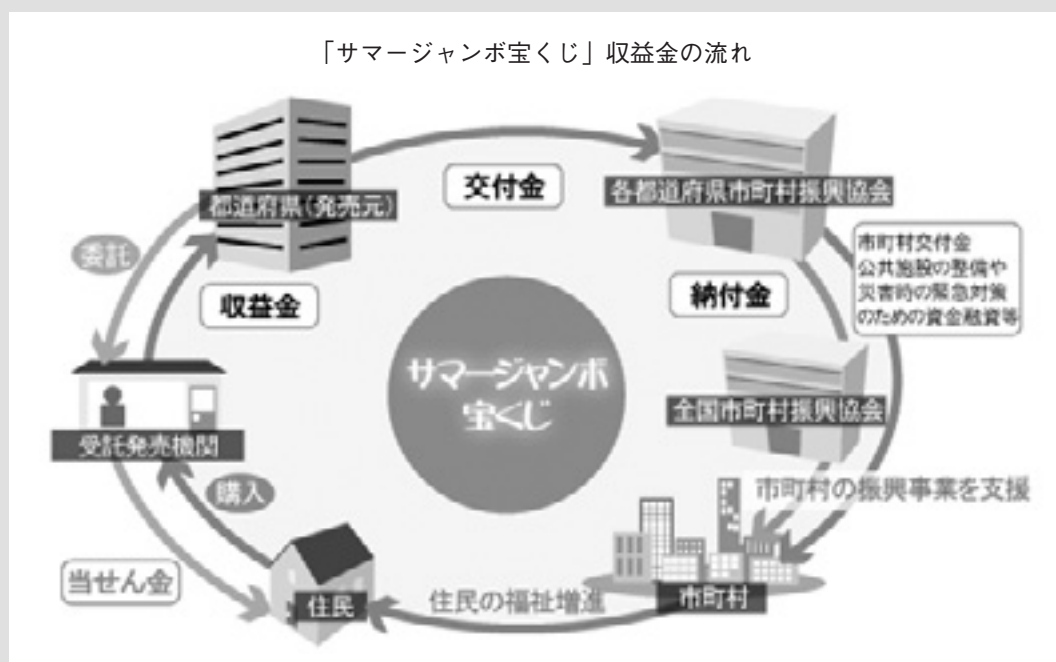 「サマージャンボ宝くじ」収益金の流れ
都道府県(発売元)
交付金
各都道府県市町村振興協会
委託
収益金
納付金
市町村交付金
公共施設の整備や
災害時の緊急対策
のための資金融資等
サマージャンボ
宝くじ
全国市町村振興協会
受託発売機関
購入
市町村の振興事業を支援
当せん金
住民
住民の福祉増進
市町村